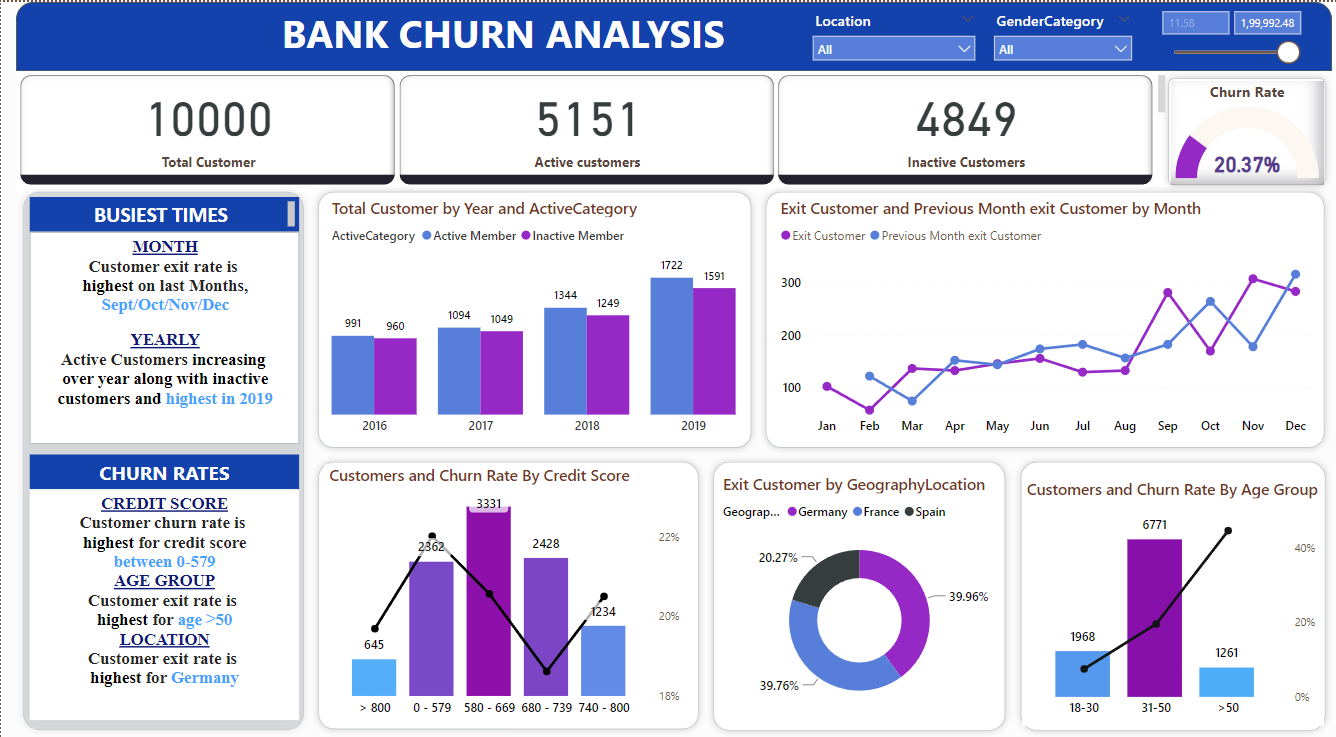 BANK CHURN ANALYSIS
Location
GenderCategory
All
All
11.58
1,99,992.48
10000
Total Customer
5151
Active customers
4849
Inactive Customers
Churn Rate
20.37%
BUSIEST TIMES
MONTH
Customer exit rate is
highest on last Months,
Sept/Oct/Nov/Dec
YEARLY
Active Customers increasing
over year along with inactive
customers and highest in 2019
Total Customer by Year and ActiveCategory
ActiveCategory Active Member Inactive Member
1722
1591
1344
1249
1094
1049
991
960
2016 2017 2018 2019
Exit Customer and Previous Month exit Customer by Month
Exit Customer Previous Month exit Customer
300
200
100
Jan Feb Mar Apr May Jun Jul Aug Sep Oct Nov Dec
CHURN RATES
CREDIT SCORE
Customer churn rate is
highest for credit score
between 0-579
AGE GROUP
Customer exit rate is
highest for age >50
LOCATION
Customer exit rate is
highest for Germany
Customers and Churn Rate By Credit Score
3331
2362
2428
22%
1234
20%
645
18%
> 800 0 - 579 580 - 669 680 - 739 740 - 800
Exit Customer by GeographyLocation
Geograp... Germany France Spain
20.27%
39.96%
39.76%
Customers and Churn Rate By Age Group
6771
40%
1968
20%
1261
0%
18-30 31-50 >50